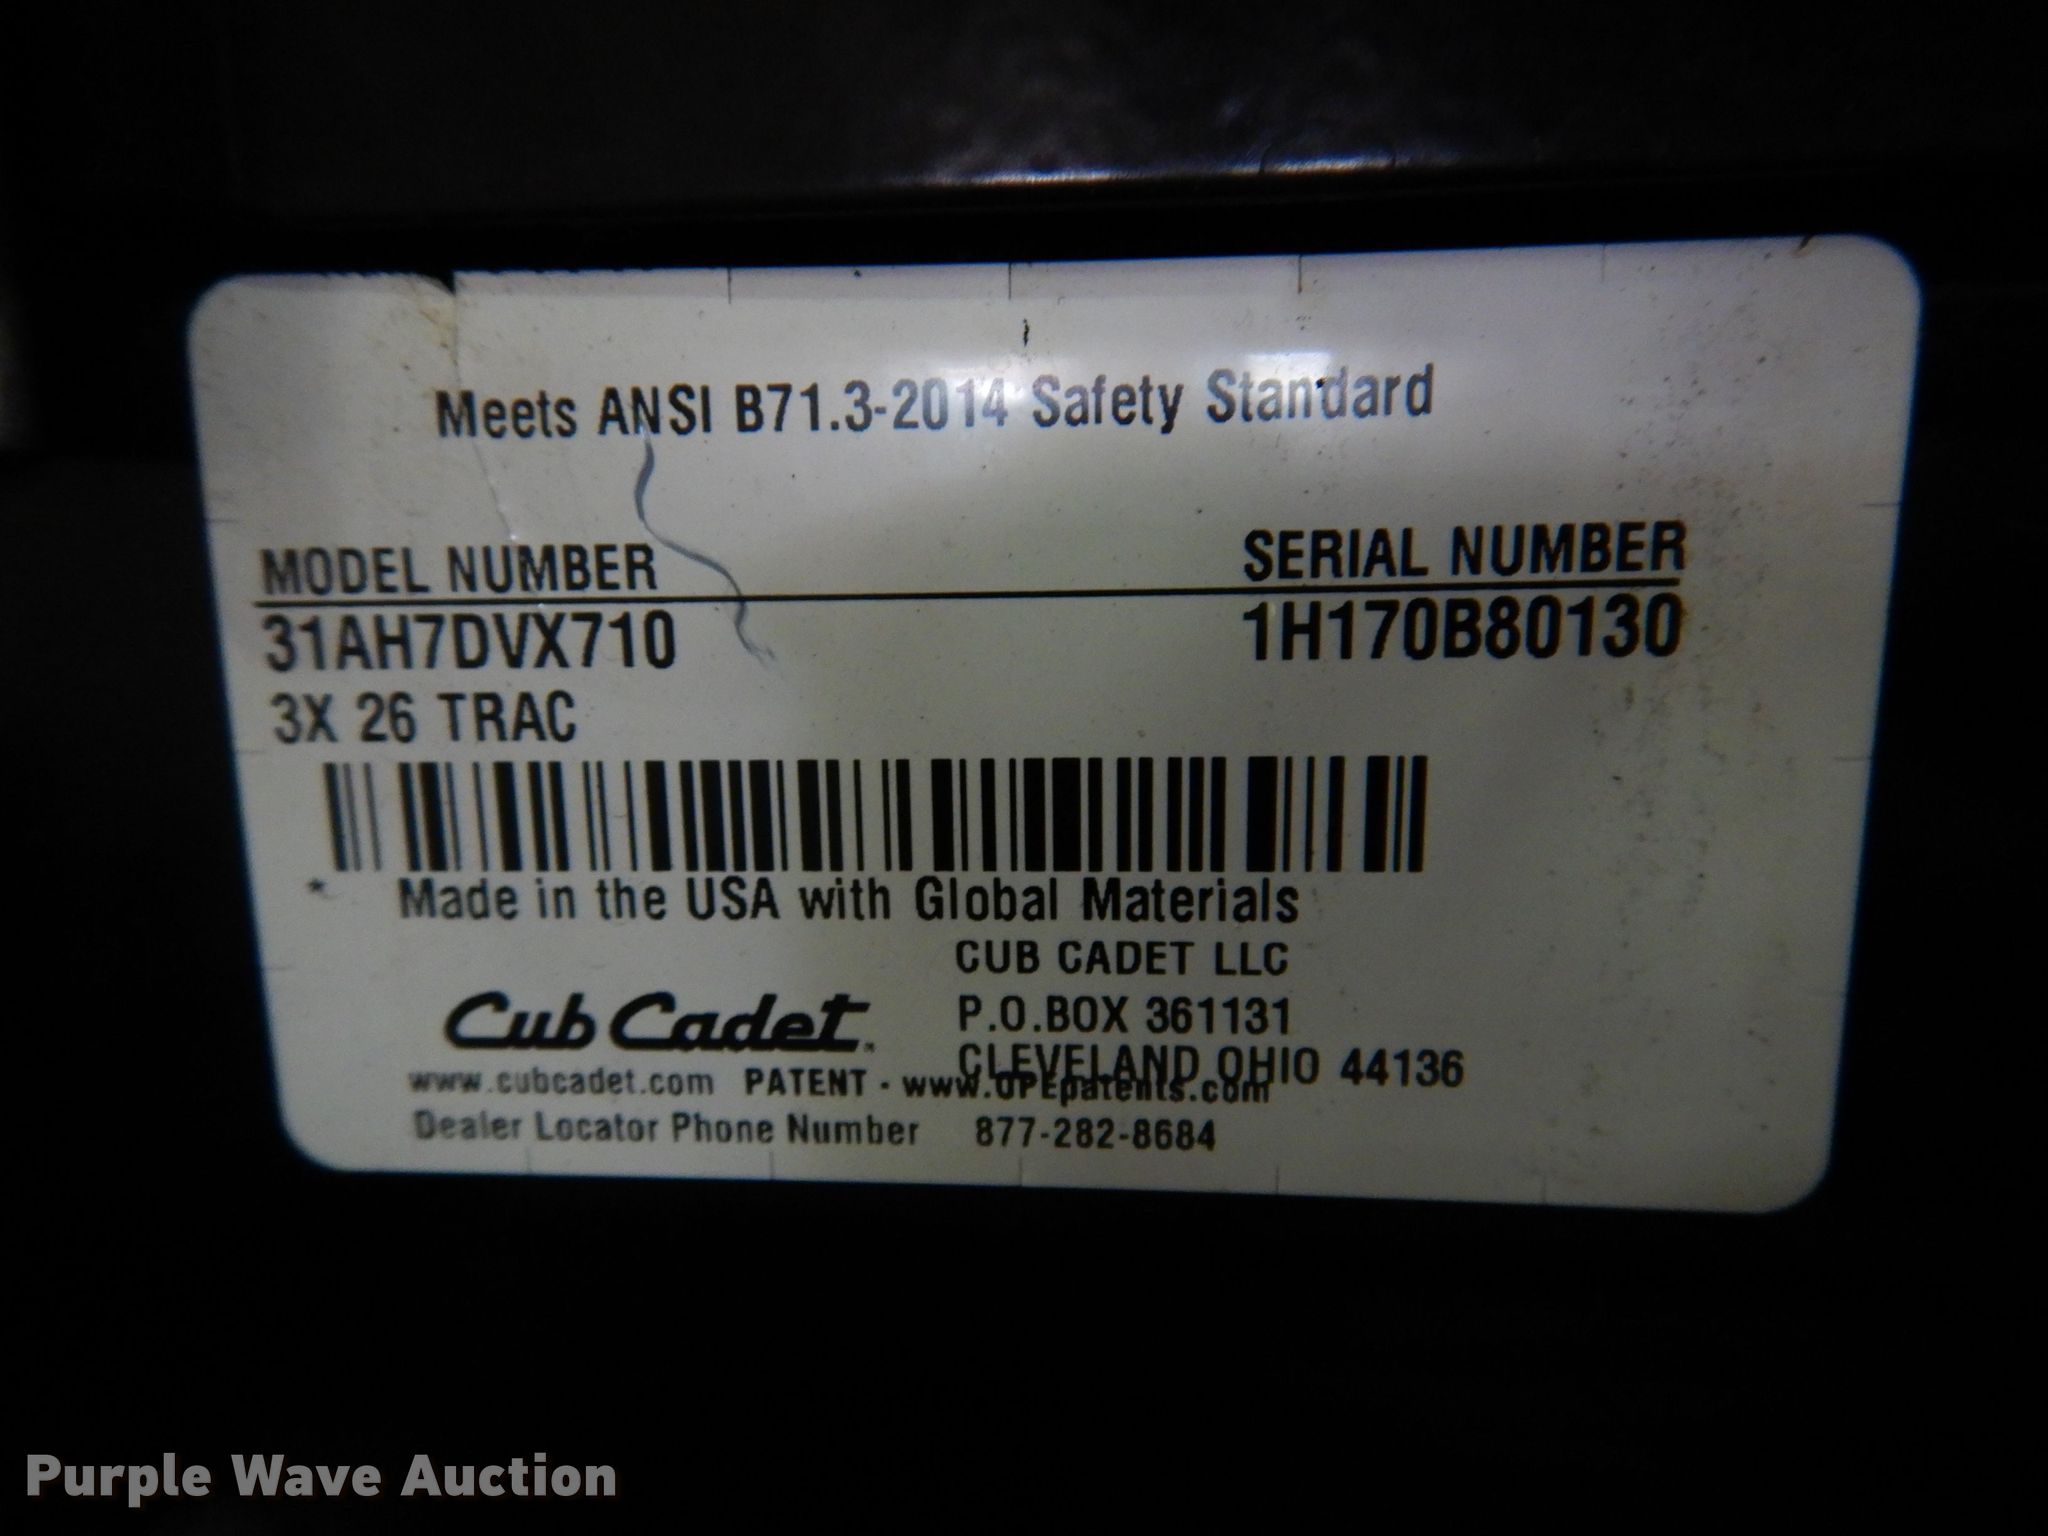 Meets ANSI B71.3-2014 Safety Standard
MODEL NUMBER SERIAL NUMBER
31AH7DVX710 1H170B80130
3X 26 TRAC
* Made in the USA with Global Materials
CUB CADET LLC
Cub Cadet P.O.BOX 361131
CLEVELAND OHIO 44136
www.cubcadet.com PATENT - www.OPEpatents.com
Dealer Locator Phone Number 877-282-8684
Purple Wave Auction